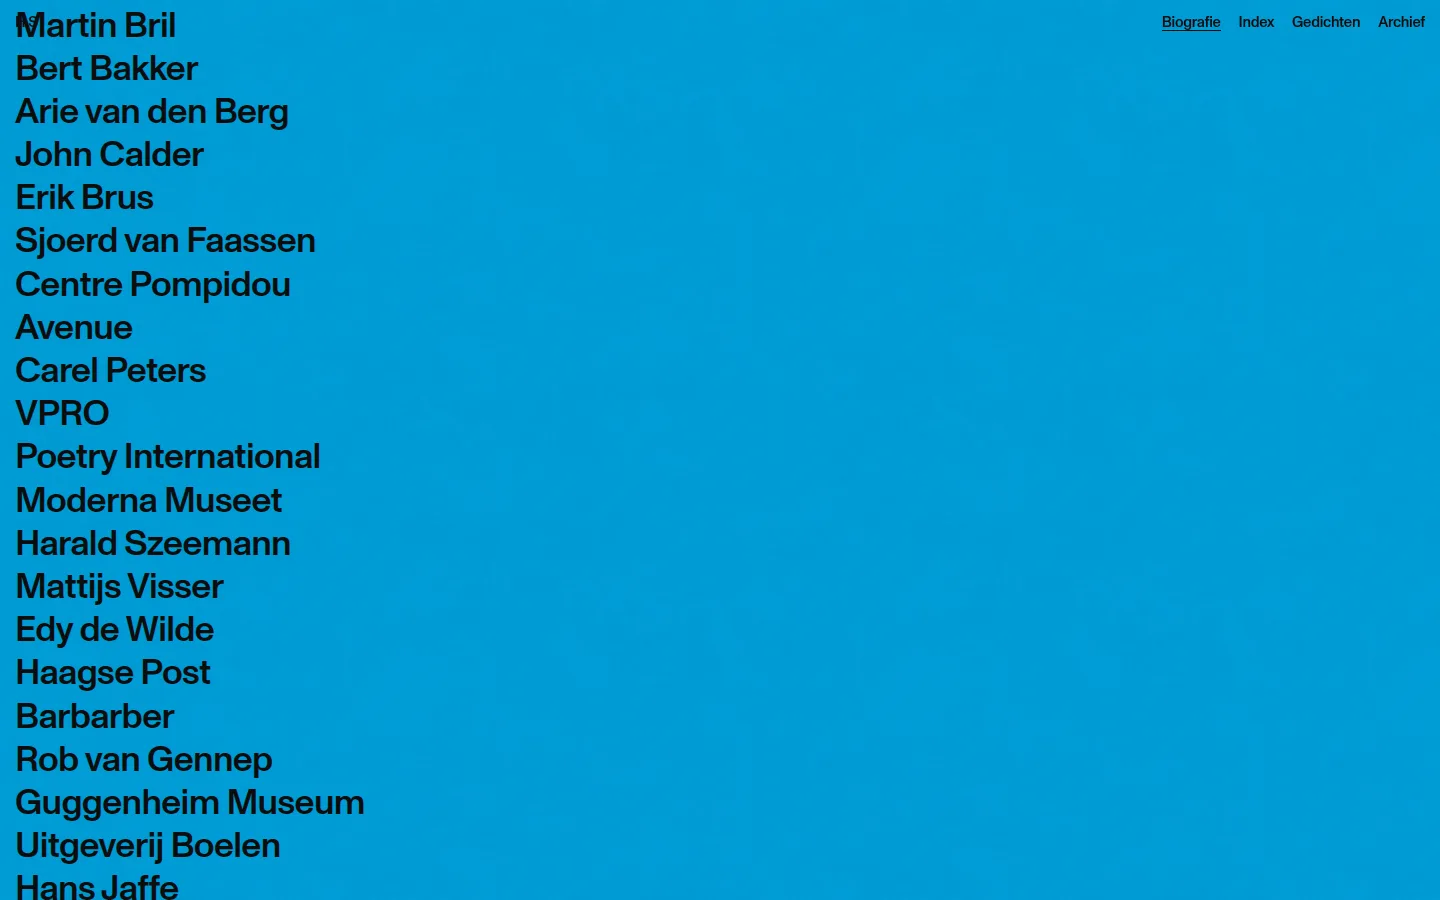 Biografie Index Gedichten Archief
Martin Bril
Bert Bakker
Arie van den Berg
John Calder
Erik Brus
Sjoerd van Faassen
Centre Pompidou
Avenue
Carel Peters
VPRO
Poetry International
Moderna Museet
Harald Szeemann
Mattijs Visser
Edy de Wilde
Haagse Post
Barbarber
Rob van Gennep
Guggenheim Museum
Uitgeverij Boelen
Hans Jaffe